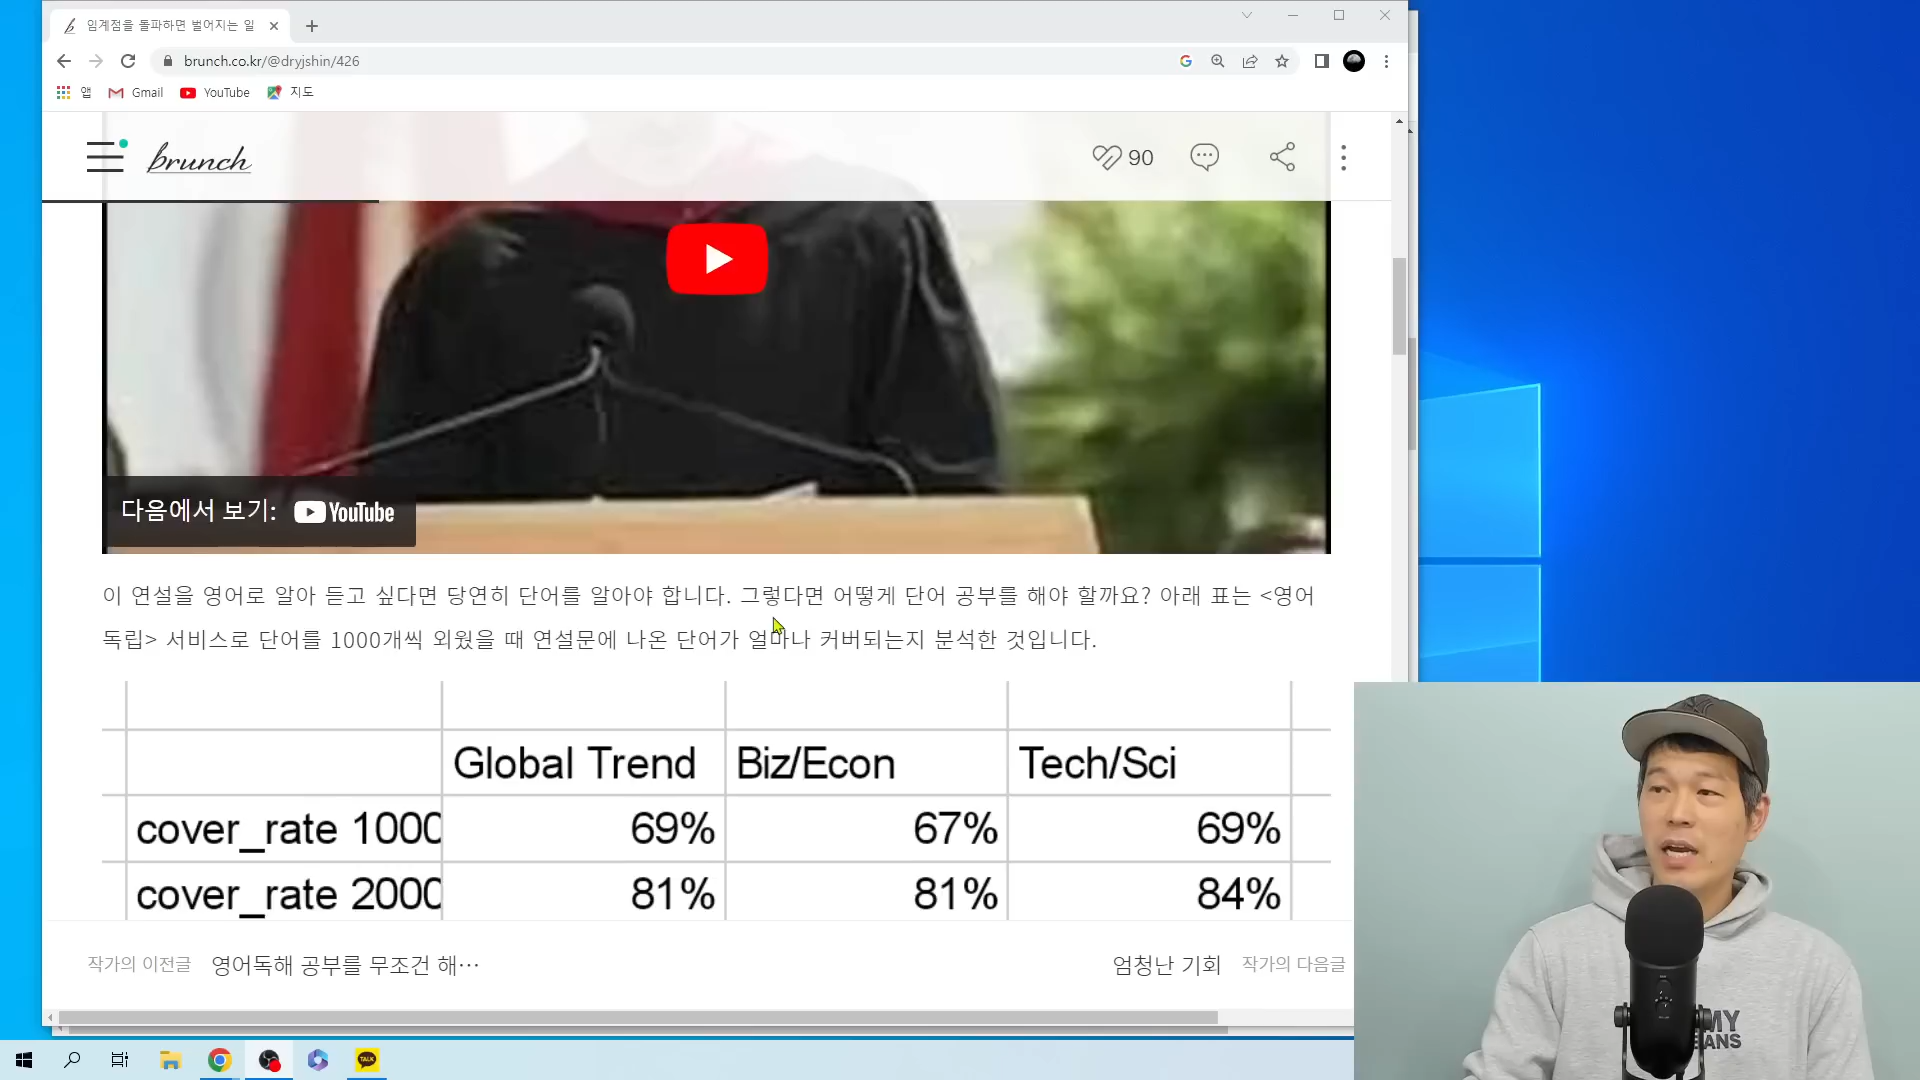 임계점을 돌파하면 벌어지는 일
brunch.co.kr/@dryjshin/426
앱 Gmail YouTube 지도
brunch 90
다음에서 보기: YouTube
이 연설을 영어로 알아 듣고 싶다면 당연히 단어를 알아야 합니다. 그렇다면 어떻게 단어 공부를 해야 할까요? 아래 표는 <영어
독립> 서비스로 단어를 1000개씩 외웠을 때 연설문에 나온 단어가 얼마나 커버되는지 분석한 것입니다.
Global Trend Biz/Econ Tech/Sci
cover_rate 1000 69% 67% 69%
cover_rate 2000 81% 81% 84%
작가의 이전글 영어독해 공부를 무조건 해… 엄청난 기회 작가의 다음글
TALK